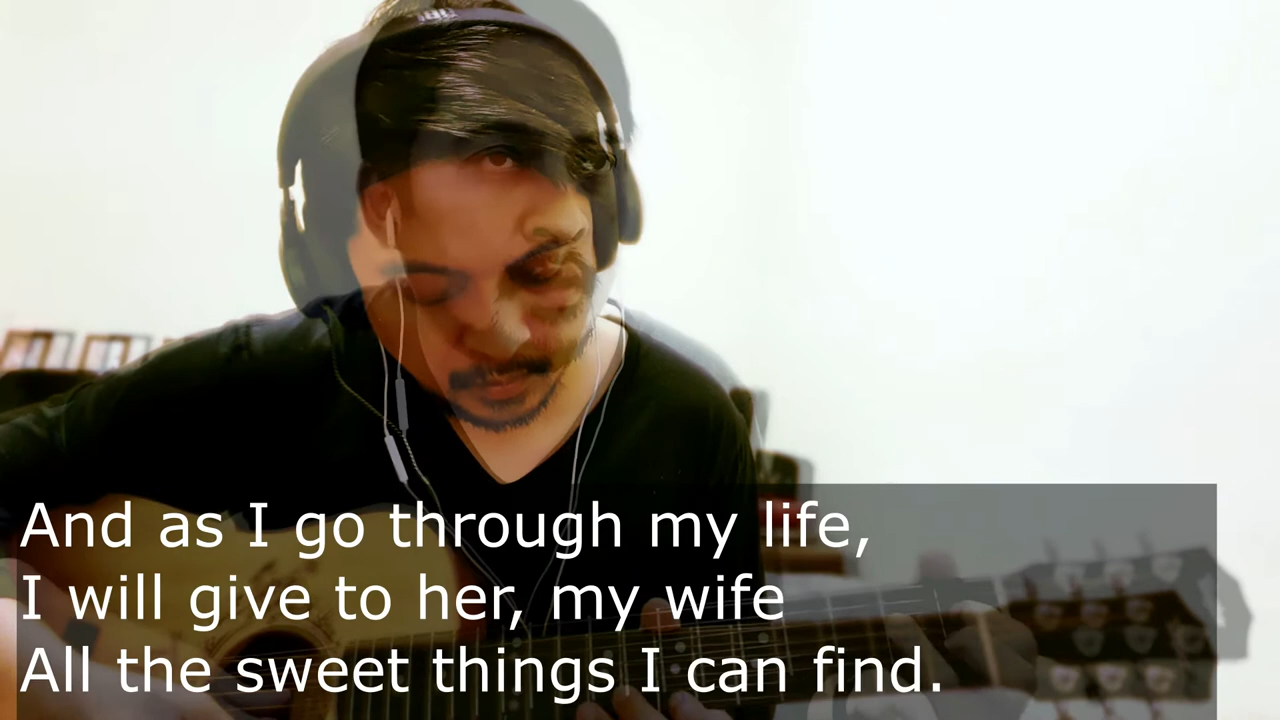 And as I go through my life,
I will give to her, my wife
All the sweet things I can find.